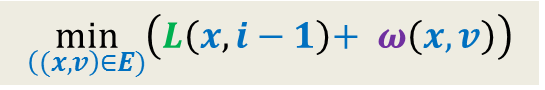 min((x,v)∈E) (L(x, i − 1)+ ω(x, v))